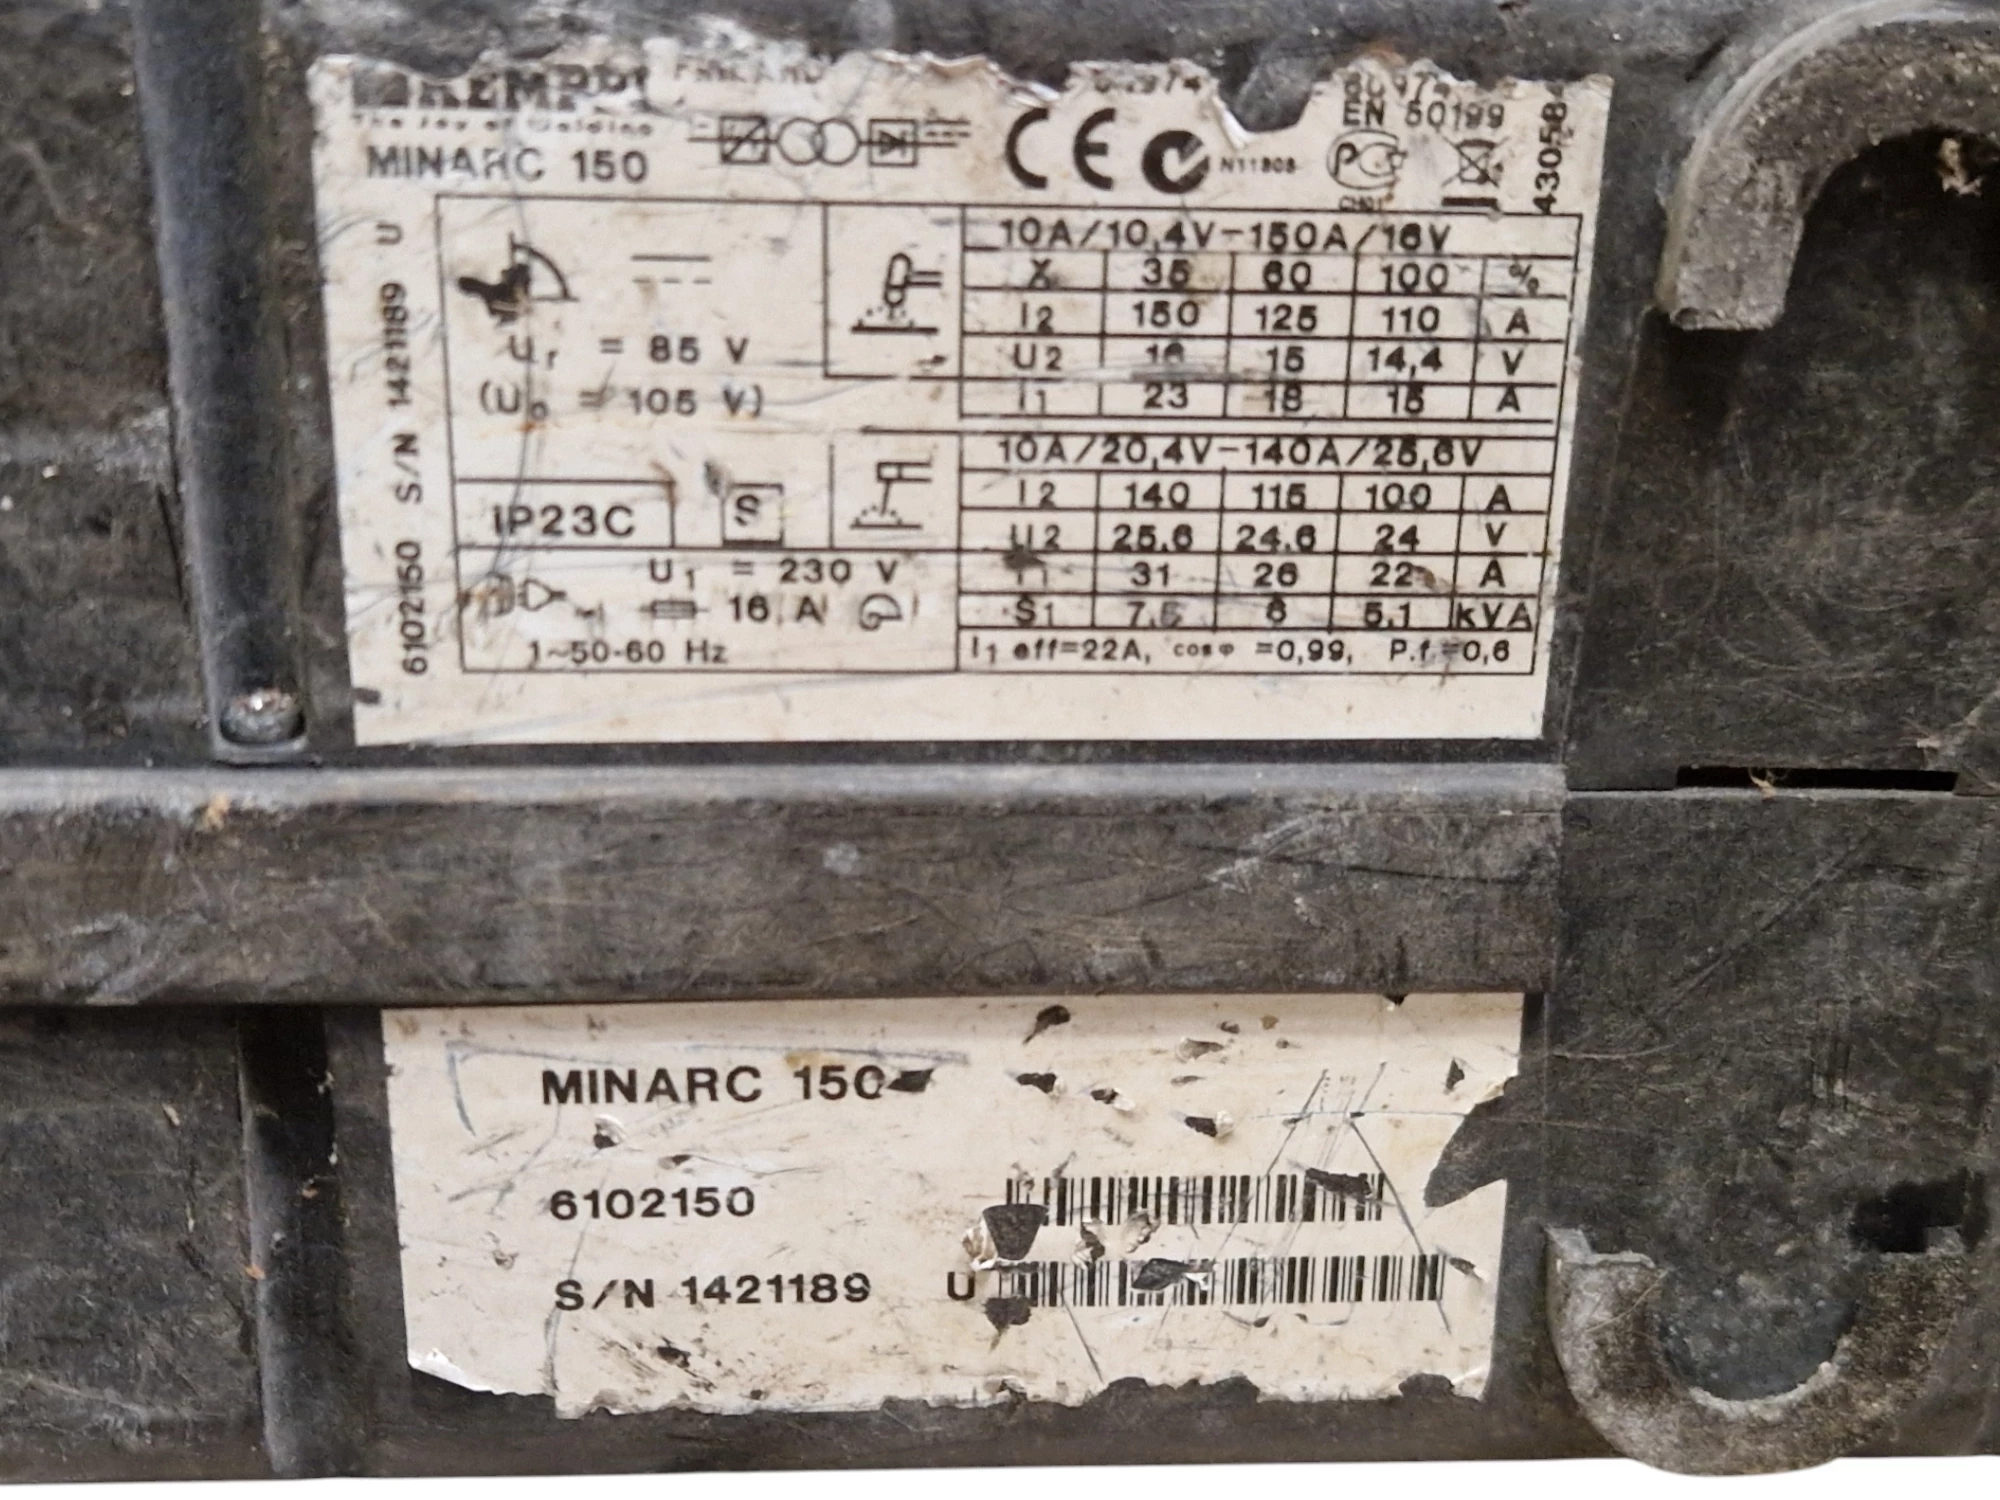 KEMPPI FINLAND
The Joy of Welding
MINARC 150
EN 50199
N11808
430584
6102150 S/N 1421189 U
10A/10,4V-150A/16V
X 35 60 100 %
I2 150 125 110 A
U2 16 15 14,4 V
I1 23 18 15 A
Ur = 85 V
(Uo = 105 V)
10A/20,4V-140A/25,6V
I2 140 115 100 A
U2 25,6 24,6 24 V
I1 31 26 22 A
S1 7,5 6 5,1 kVA
I1 eff=22A, cosφ =0,99, P.f.=0,6
IP23C S
U1 = 230 V
16 A
1~50-60 Hz
MINARC 150
6102150
S/N 1421189 U